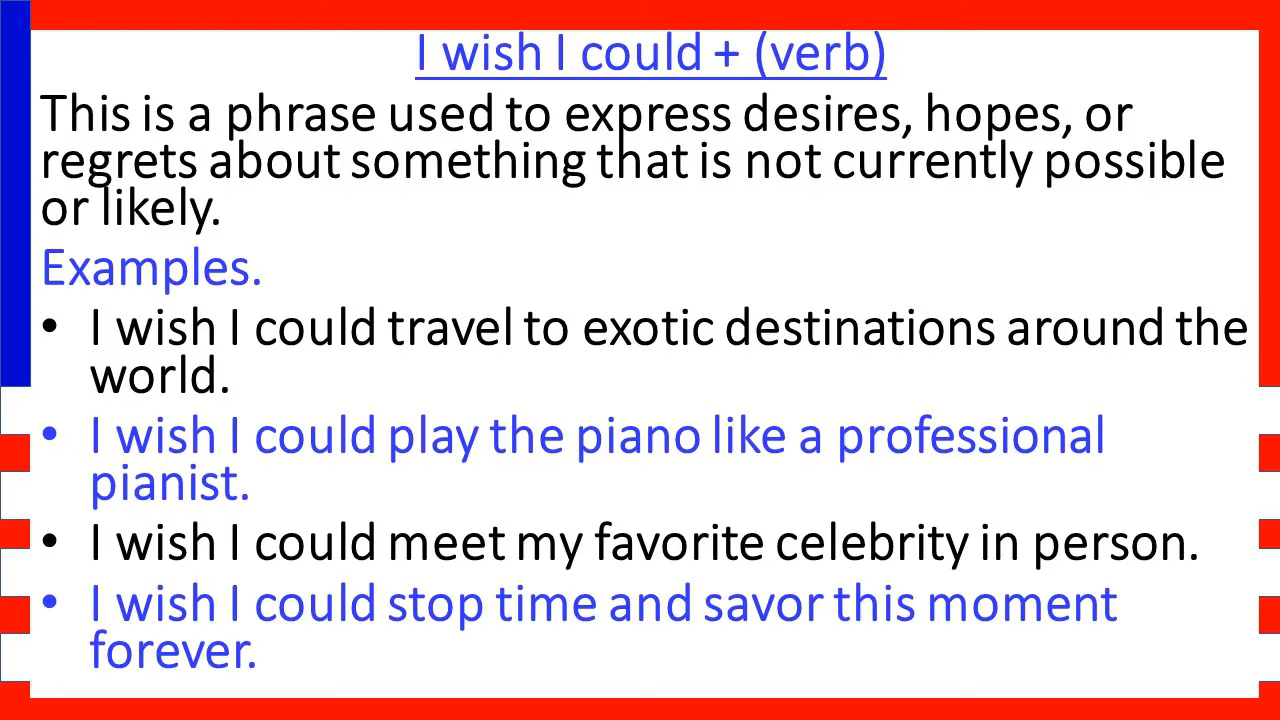 I wish I could + (verb)
This is a phrase used to express desires, hopes, or
regrets about something that is not currently possible
or likely.
Examples.
• I wish I could travel to exotic destinations around the
world.
• I wish I could play the piano like a professional
pianist.
• I wish I could meet my favorite celebrity in person.
• I wish I could stop time and savor this moment
forever.